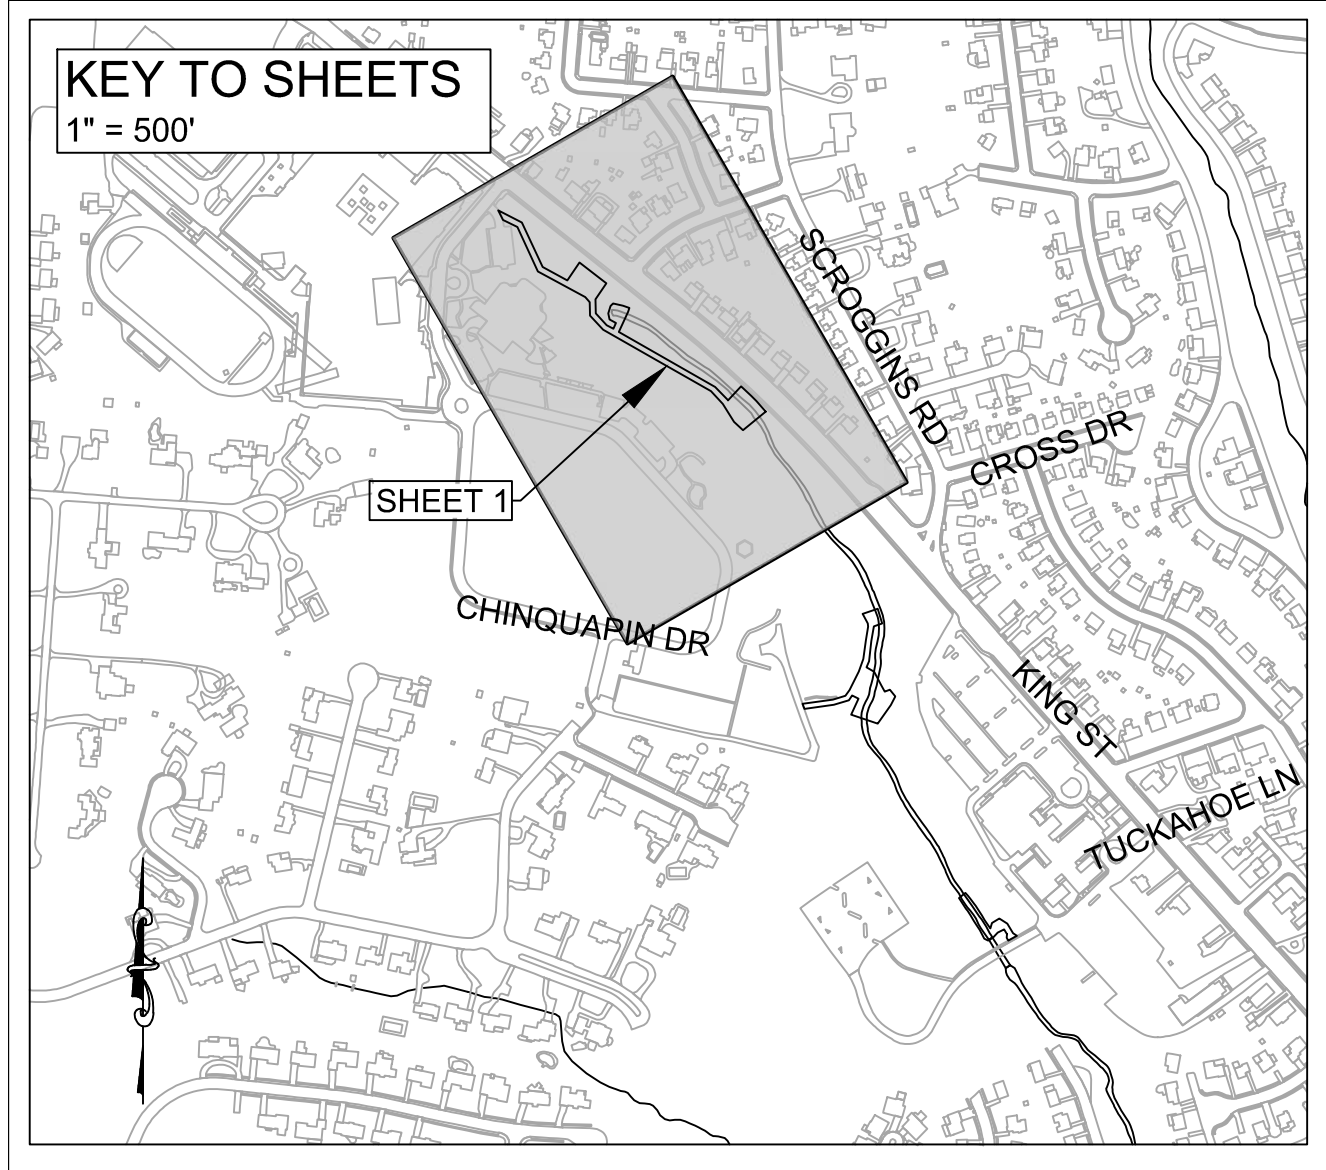 KEY TO SHEETS
1" = 500'
SCROGGINS RD
CROSS DR
SHEET 1
CHINQUAPIN DR
KING ST
TUCKAHOE LN